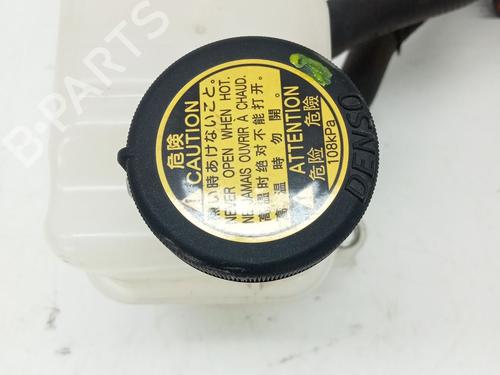 危険
⚠ CAUTION
熱い時あけないこと。
NEVER OPEN WHEN HOT.
NE JAMAIS OUVRIR À CHAUD.
高温时绝对不能打开。
高溫時勿開。
⚠ ATTENTION
危险 危險
108kPa
DENSO
B-PARTS